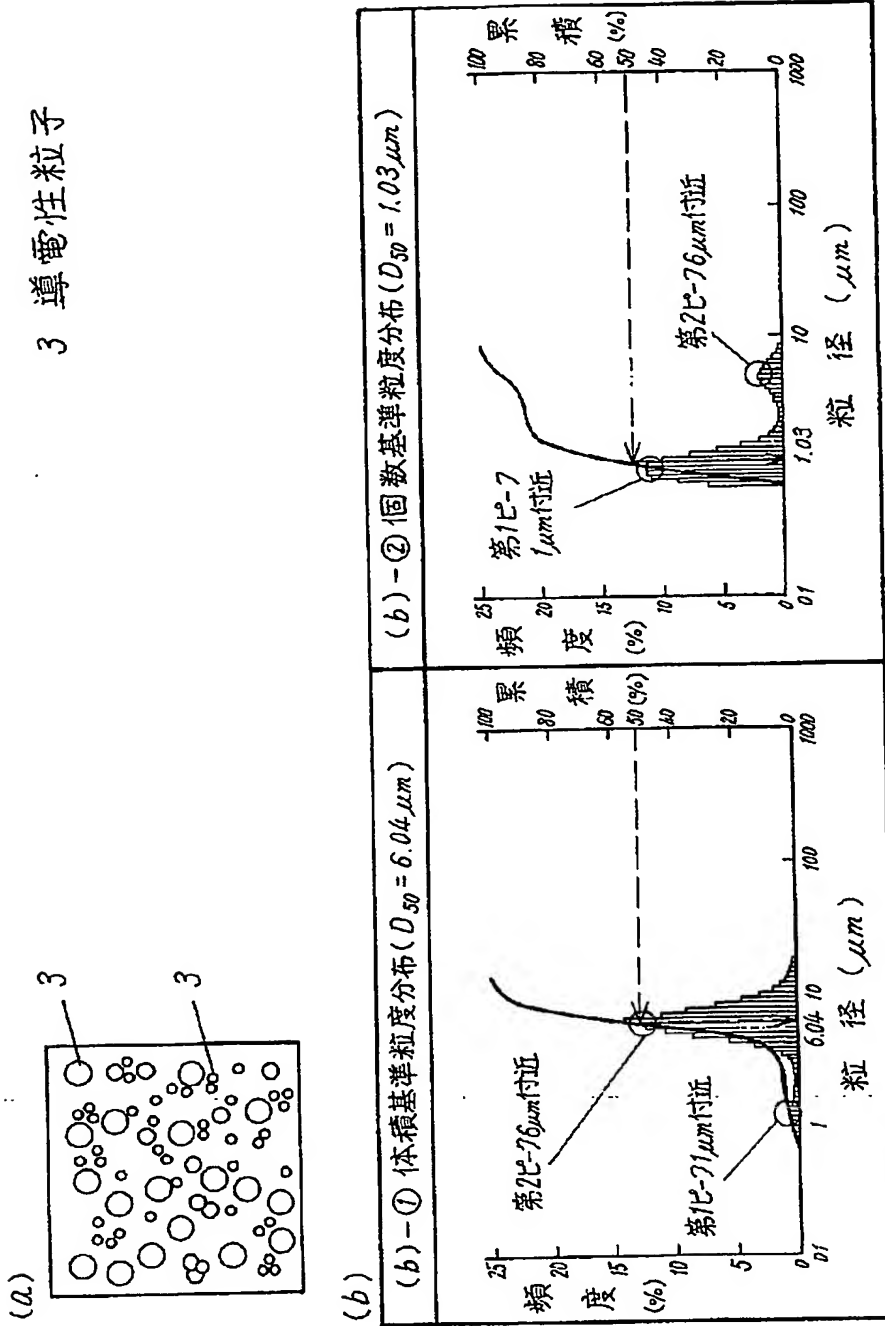 (a)
3
3
3 導電性粒子
(b)
(b)-① 体積基準粒度分布(D50=6.04μm)
頻度(%)
25
20
15
10
5
0
累積(%)
100
80
60
50
40
20
0
第2ピーク6μm付近
第1ピーク1μm付近
0.1
1
6.04
10
100
1000
粒径(μm)
(b)-② 個数基準粒度分布(D50=1.03μm)
頻度(%)
25
20
15
10
5
0
累積(%)
100
80
60
50
40
20
0
第1ピーク
1μm付近
第2ピーク6μm付近
0.1
1.03
10
100
1000
粒径(μm)